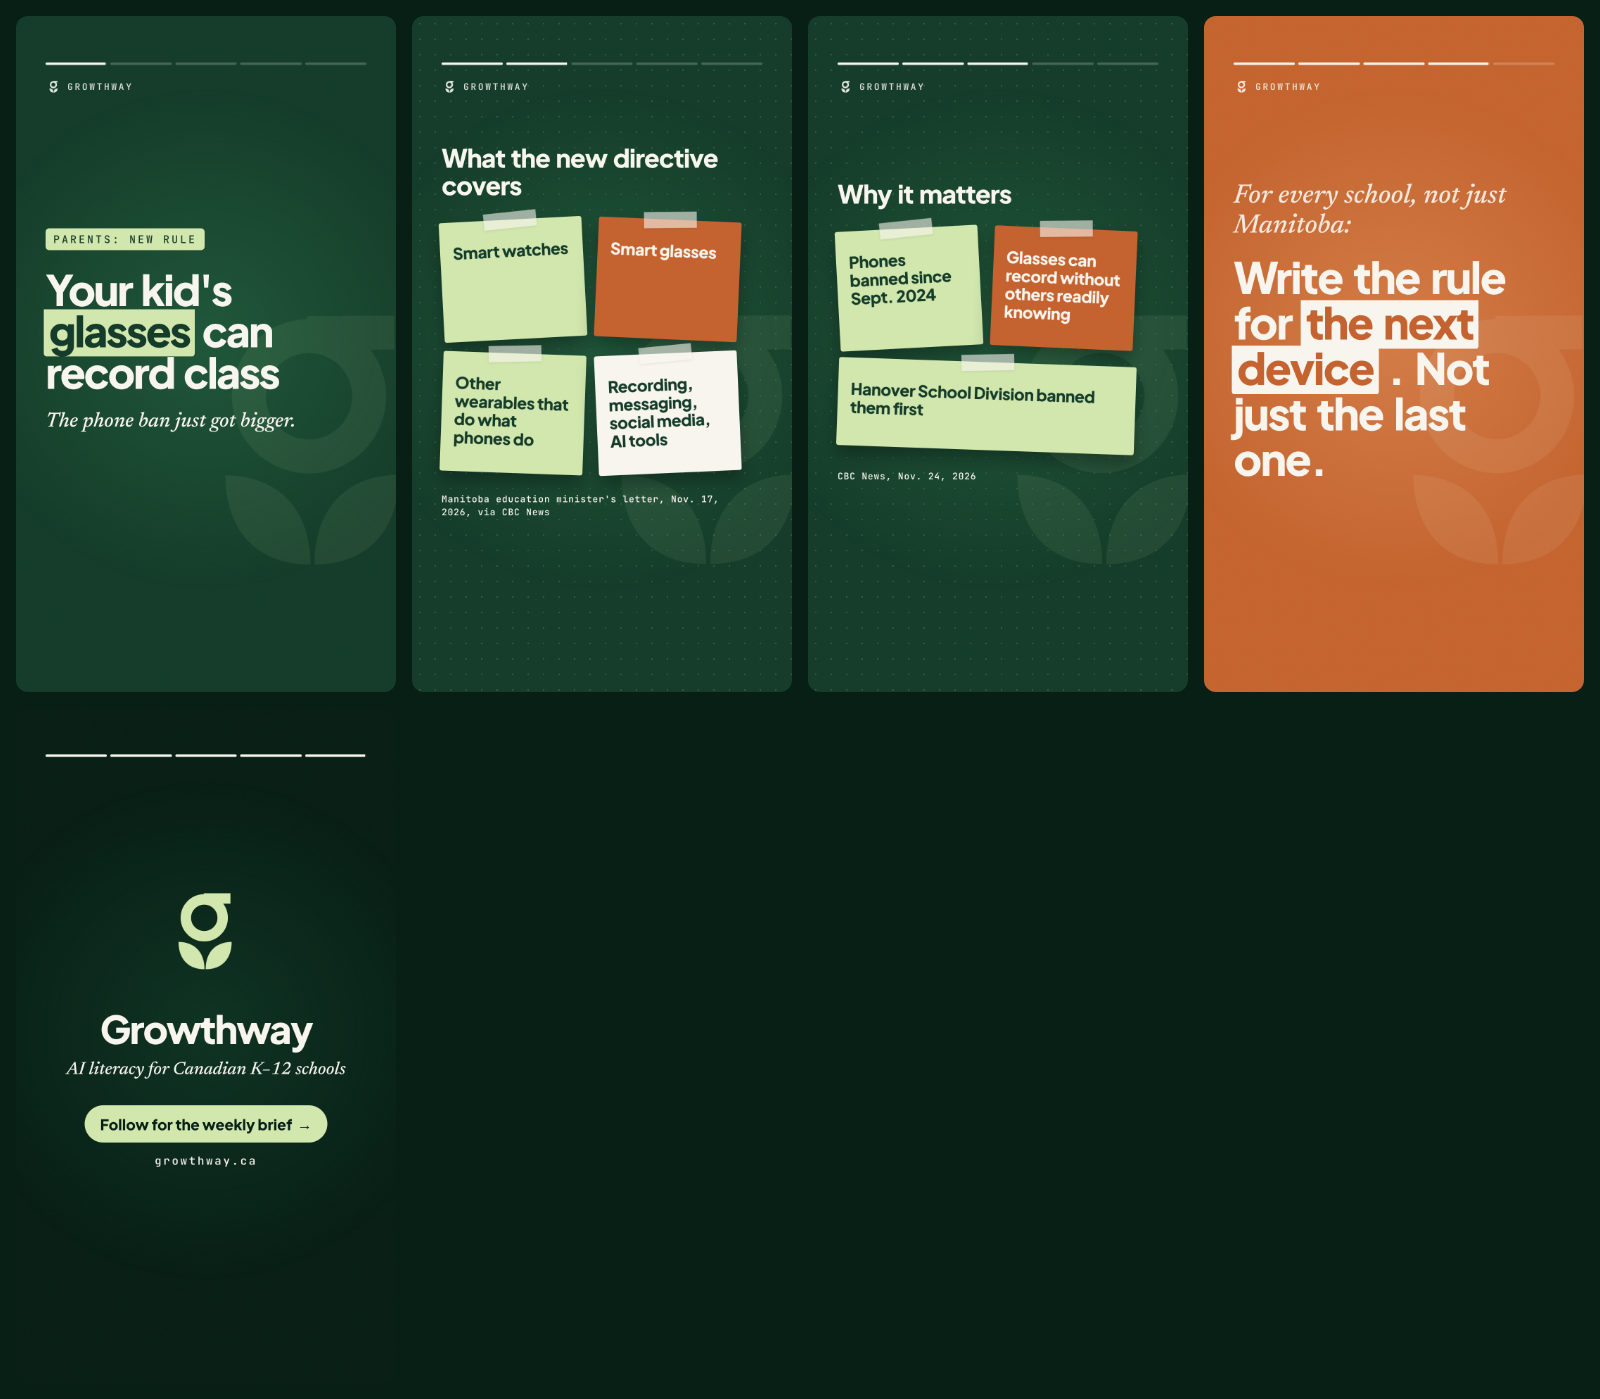 GROWTHWAY
PARENTS: NEW RULE
Your kid's
glasses can
record class
The phone ban just got bigger.
GROWTHWAY
What the new directive
covers
Smart watches
Smart glasses
Other
wearables that
do what
phones do
Recording,
messaging,
social media,
AI tools
Manitoba education minister's letter, Nov. 17,
2026, via CBC News
GROWTHWAY
Why it matters
Phones
banned since
Sept. 2024
Glasses can
record without
others readily
knowing
Hanover School Division banned
them first
CBC News, Nov. 24, 2026
GROWTHWAY
For every school, not just
Manitoba:
Write the rule
for the next
device . Not
just the last
one.
Growthway
AI literacy for Canadian K–12 schools
Follow for the weekly brief →
growthway.ca